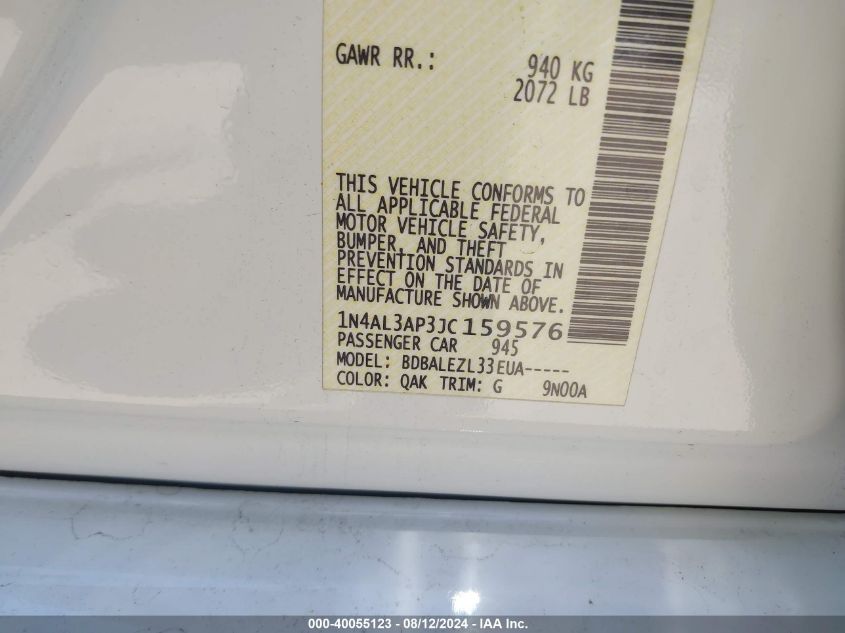 GAWR RR.: 940 KG
2072 LB
THIS VEHICLE CONFORMS TO
ALL APPLICABLE FEDERAL
MOTOR VEHICLE SAFETY,
BUMPER, AND THEFT
PREVENTION STANDARDS IN
EFFECT ON THE DATE OF
MANUFACTURE SHOWN ABOVE.
1N4AL3AP3JC159576
PASSENGER CAR 945
MODEL: BDBALEZL33EUA-----
COLOR: QAK TRIM: G 9N00A
000-40055123 - 08/12/2024 - IAA Inc.